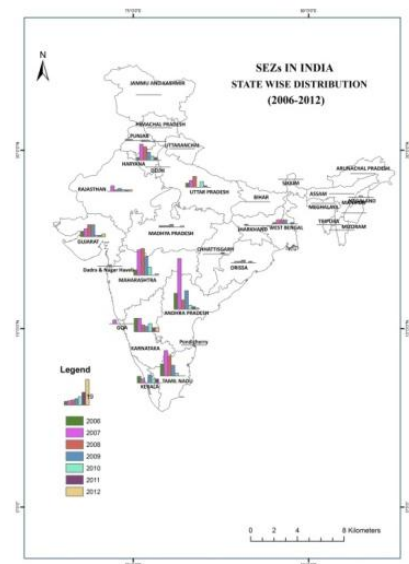 SEZs IN INDIA
STATE WISE DISTRIBUTION
(2006-2012)
N
JAMMU AND KASHMIR
HIMACHAL PRADESH
PUNJAB
UTTARANCHAL
HARYANA
DELHI
ARUNACHAL PRADESH
RAJASTHAN
UTTAR PRADESH
SIKKIM
ASSAM
BIHAR
MEGHALAYA
TRIPURA
MIZORAM
JHARKHAND
WEST BENGAL
GUJARAT
MADHYA PRADESH
CHHATTISGARH
ORISSA
Dadra & Nagar Haveli
MAHARASHTRA
ANDHRA PRADESH
GOA
KARNATAKA
Pondicherry
TAMIL NADU
KERALA
Legend
2006
2007
2008
2009
2010
2011
2012
0 2 4 8 Kilometers